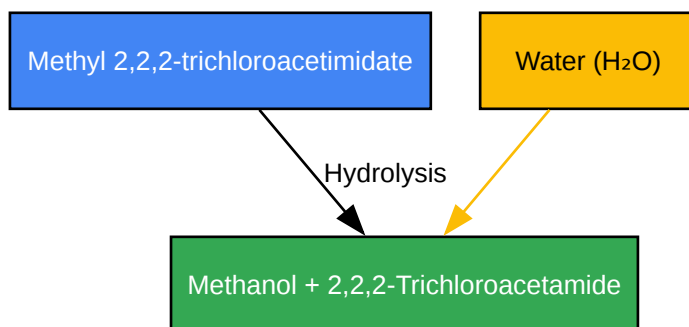 Methyl 2,2,2-trichloroacetimidate
Water (H₂O)
Hydrolysis
Methanol + 2,2,2-Trichloroacetamide